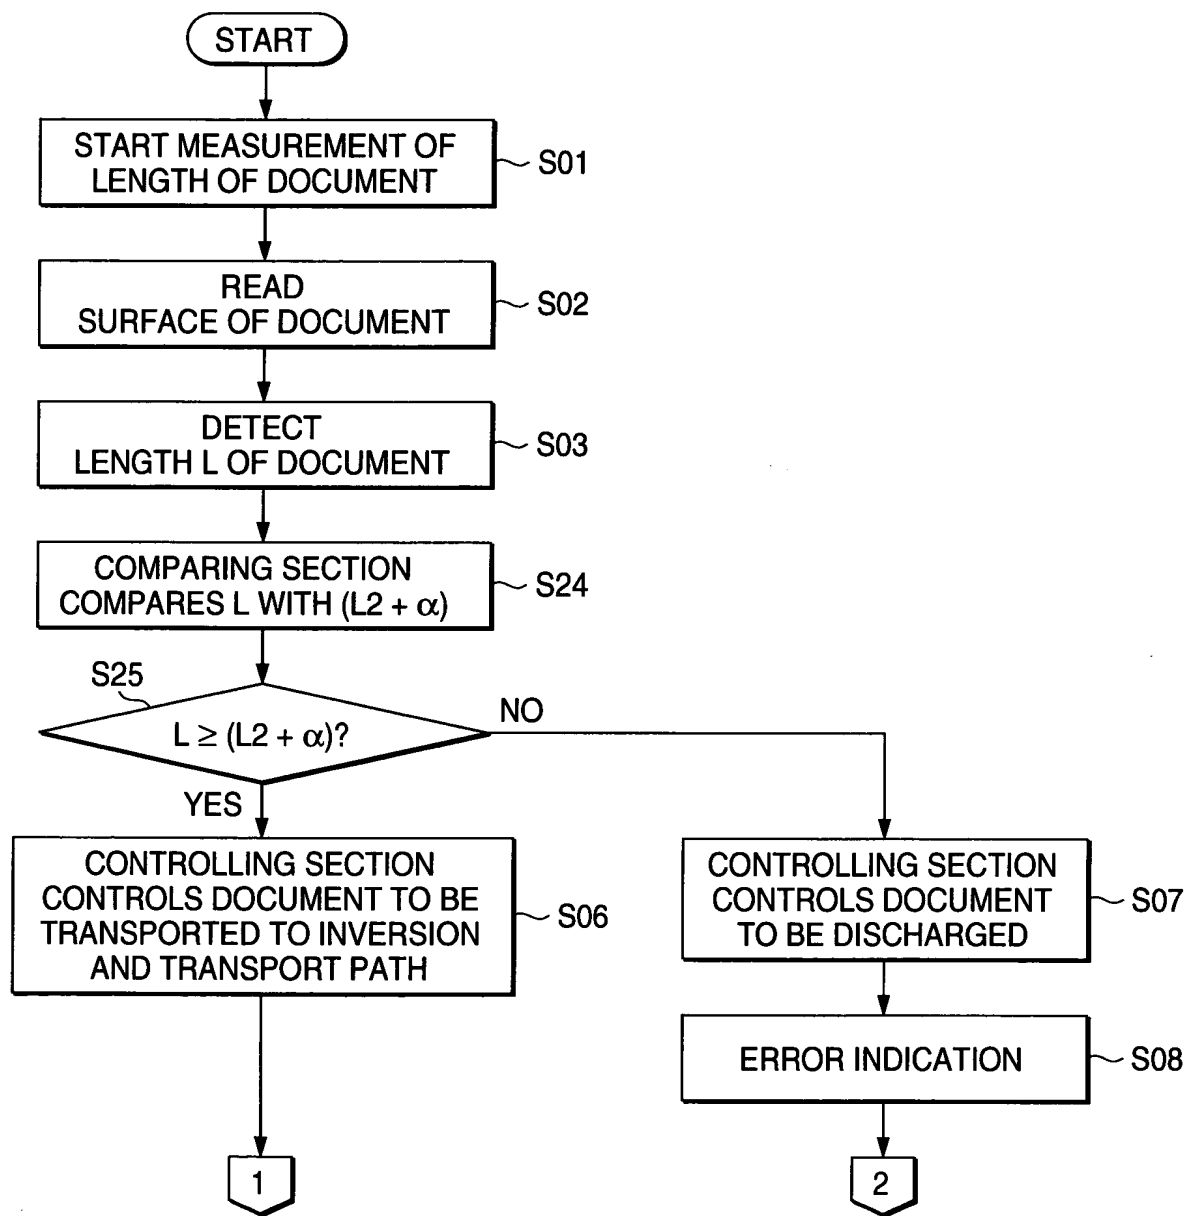 START
START MEASUREMENT OF
LENGTH OF DOCUMENT
S01
READ
SURFACE OF DOCUMENT
S02
DETECT
LENGTH L OF DOCUMENT
S03
COMPARING SECTION
COMPARES L WITH (L2 + α)
S24
S25
L ≥ (L2 + α)?
NO
YES
CONTROLLING SECTION
CONTROLS DOCUMENT TO BE
TRANSPORTED TO INVERSION
AND TRANSPORT PATH
S06
CONTROLLING SECTION
CONTROLS DOCUMENT
TO BE DISCHARGED
S07
ERROR INDICATION
S08
1
2